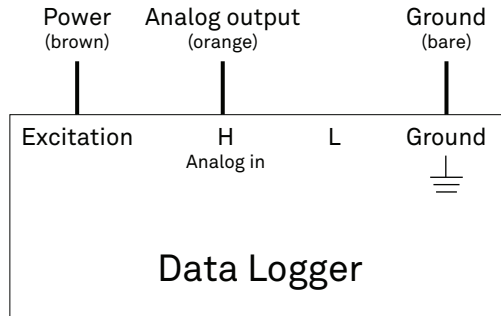 Power Analog output Ground
(brown) (orange) (bare)
Excitation H L Ground
Analog in
Data Logger